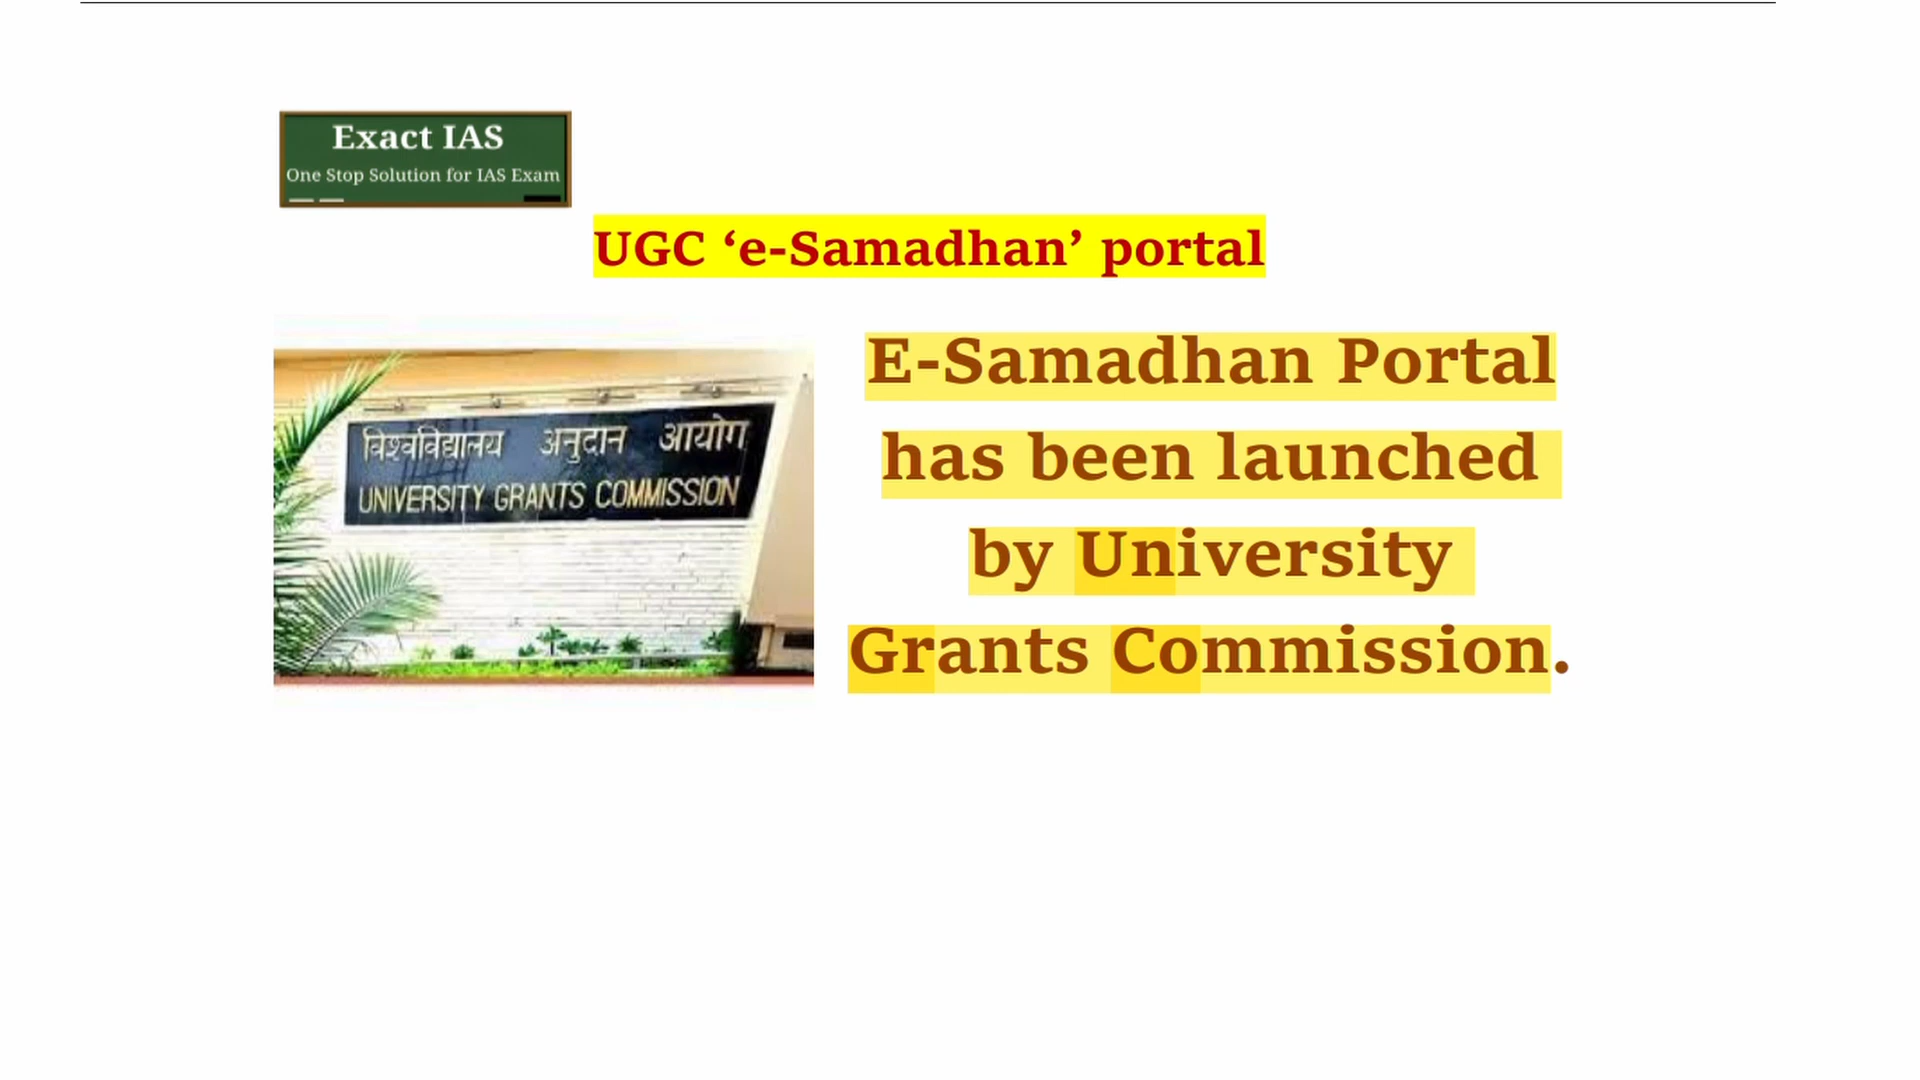 Exact IAS
One Stop Solution for IAS Exam
UGC ‘e-Samadhan’ portal
विश्वविद्यालय अनुदान आयोग
UNIVERSITY GRANTS COMMISSION
E-Samadhan Portal
has been launched
by University
Grants Commission.